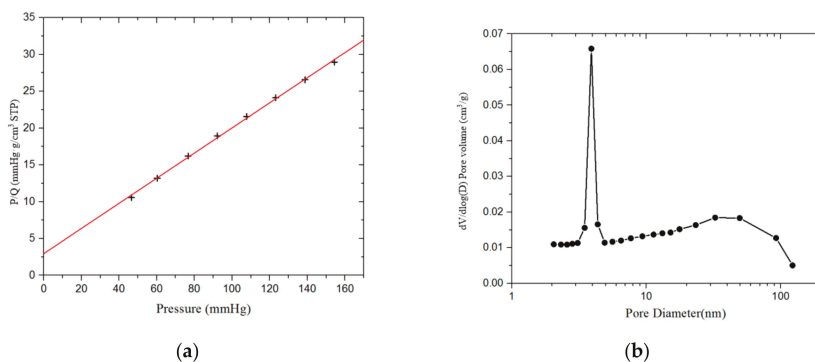 35
30
25
20
15
10
5
0
P/Q (mmHg·g/cm³ STP)
0 20 40 60 80 100 120 140 160
Pressure (mmHg)
(a)
0.07
0.06
0.05
0.04
0.03
0.02
0.01
0.00
dV/dlog(D) Pore volume (cm³/g)
1 10 100
Pore Diameter(nm)
(b)